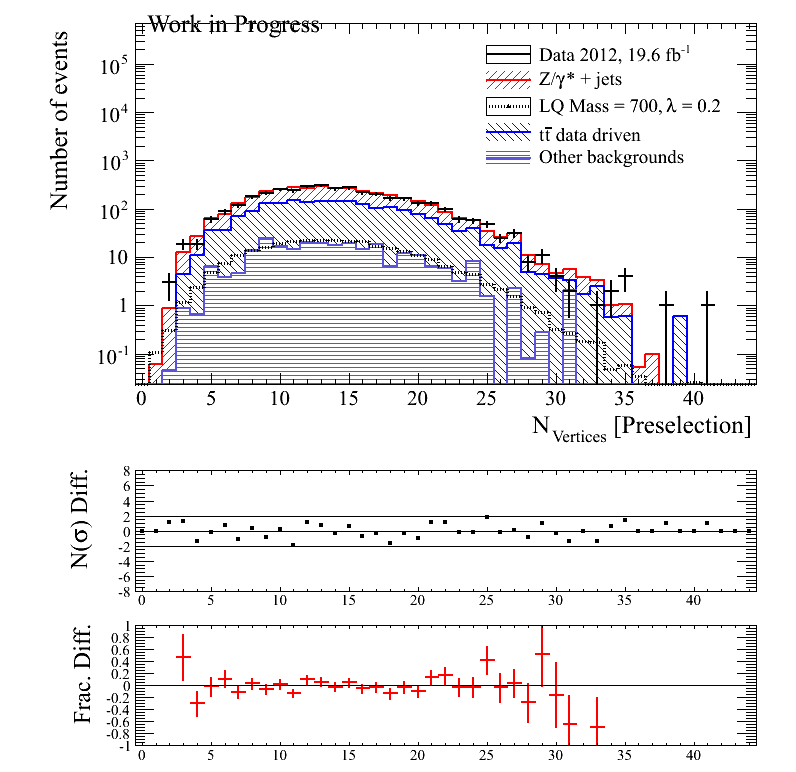 Work in Progress
Number of events
10^5
10^4
10^3
10^2
10
1
10^-1
Data 2012, 19.6 fb^-1
Z/γ* + jets
LQ Mass = 700, λ = 0.2
tt̄ data driven
Other backgrounds
0 5 10 15 20 25 30 35 40
N_Vertices [Preselection]
N(σ) Diff.
8
6
4
2
0
-2
-4
-6
-8
0 5 10 15 20 25 30 35 40
Frac. Diff.
1
0.8
0.6
0.4
0.2
0
-0.2
-0.4
-0.6
-0.8
-1
0 5 10 15 20 25 30 35 40